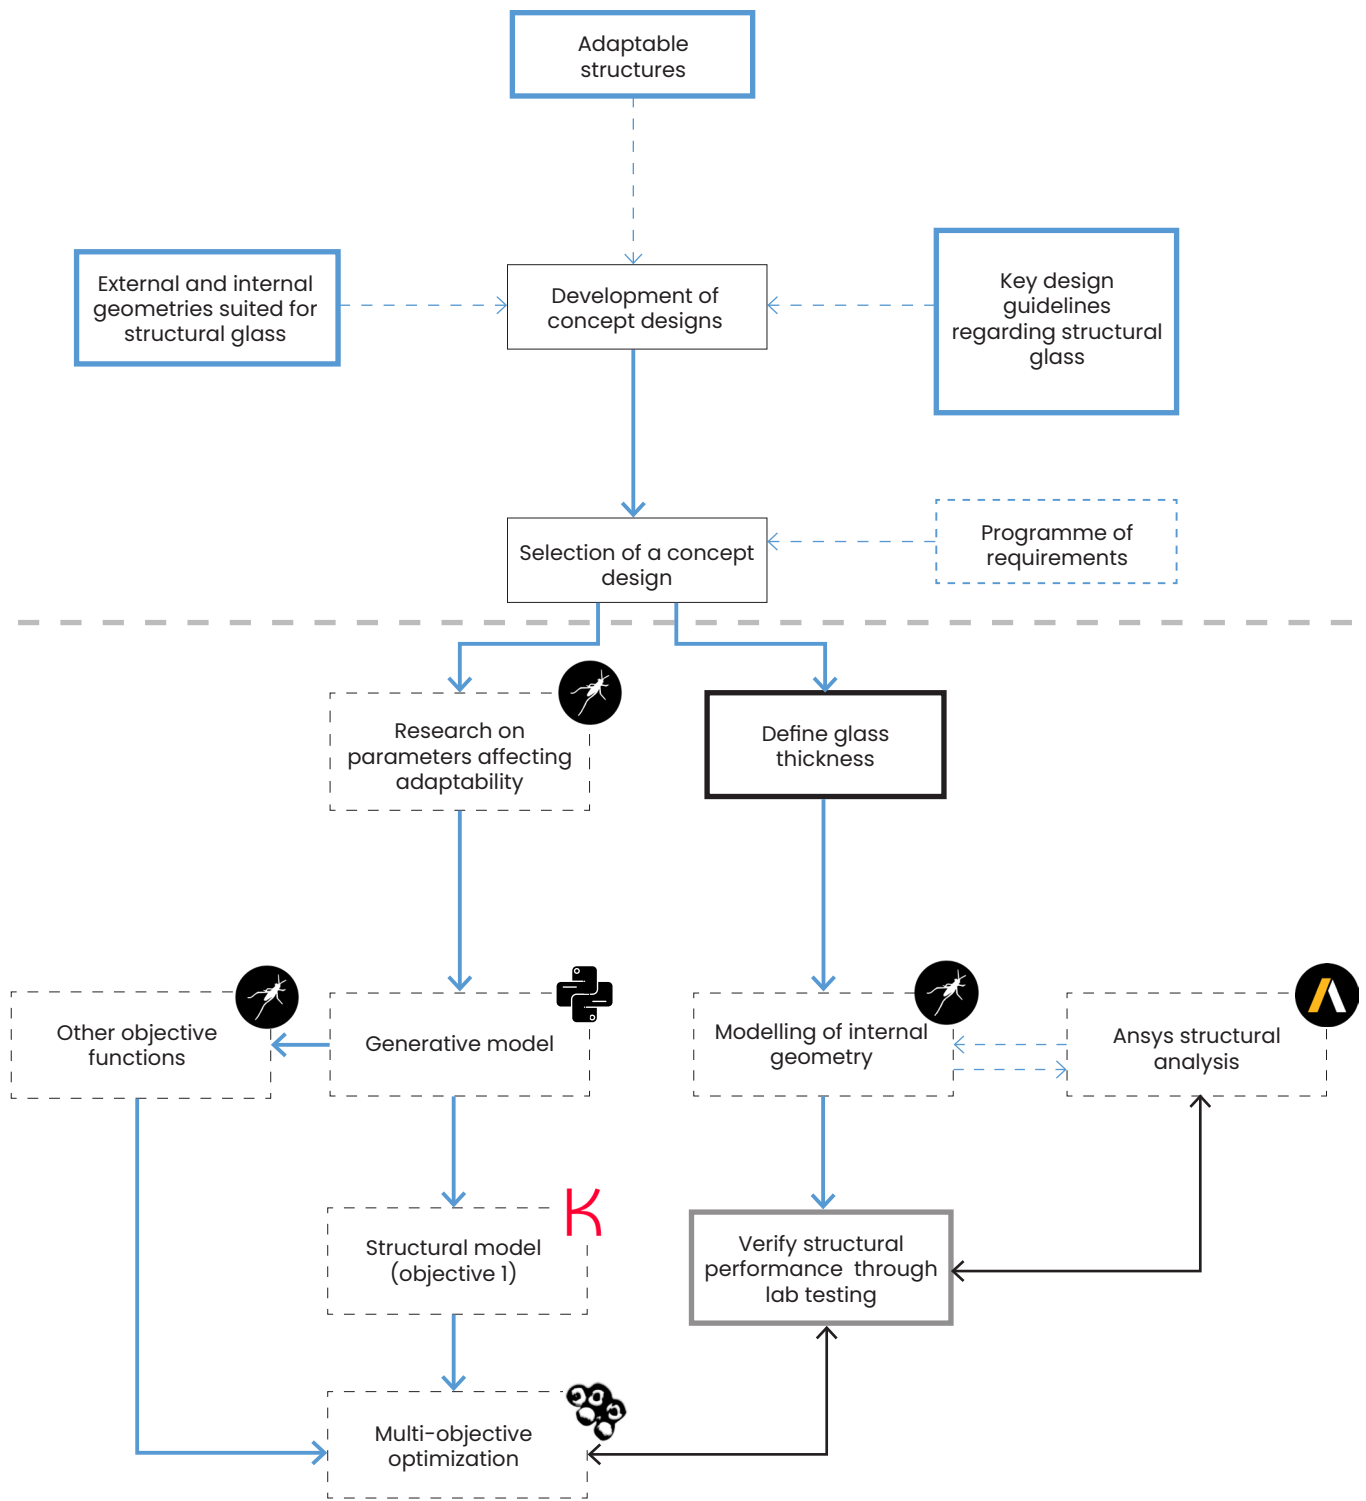 Adaptable
structures
External and internal
geometries suited for
structural glass
Development of
concept designs
Key design
guidelines
regarding structural
glass
Selection of a concept
design
Programme of
requirements
Research on
parameters affecting
adaptability
Define glass
thickness
Other objective
functions
Generative model
Modelling of internal
geometry
Ansys structural
analysis
Structural model
(objective 1)
Verify structural
performance through
lab testing
Multi-objective
optimization